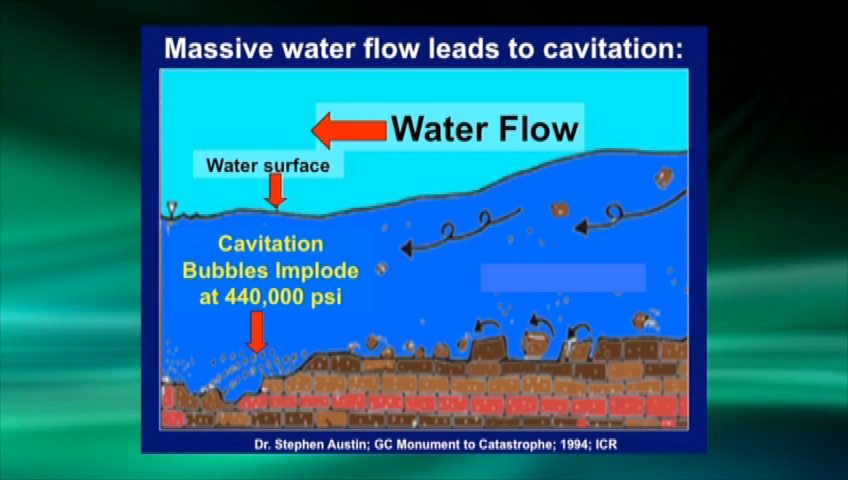 Massive water flow leads to cavitation:
Water Flow
Water surface
Cavitation
Bubbles Implode
at 440,000 psi
Dr. Stephen Austin; GC Monument to Catastrophe; 1994; ICR